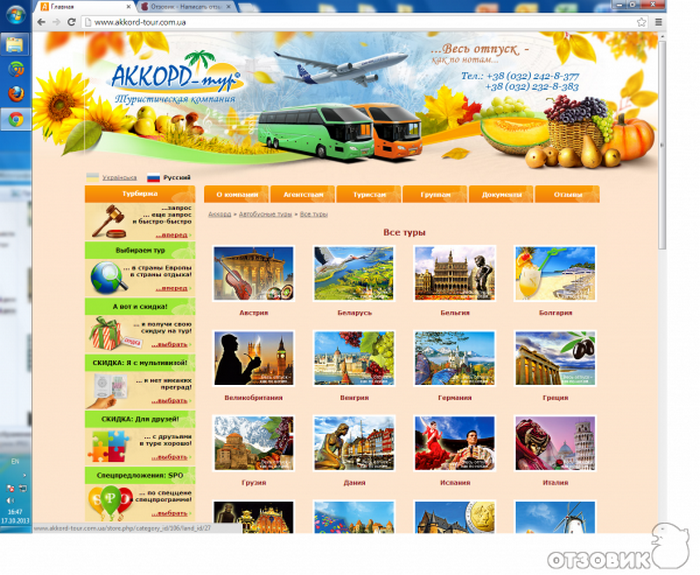 Главная
Отзовик - Написать отзы
www.akkord-tour.com.ua
...Весь отпуск, -
как по нотам...
АККОРД-тур
Туристическая компания
Тел.: +38 (032) 242-8-377
+38 (032) 232-8-383
Українська
Русский
Турбиржа
О компании
Агентствам
Туристам
Группам
Документы
Отзывы
...запрос
... еще запрос
и быстро-быстро
...вперед
Аккорд » Автобусные туры » Все туры
Все туры
Выбираем тур
... в страны Европы
в страны отдыха!
...вперед
Австрия
Беларусь
Бельгия
Болгария
А вот и скидка!
... я получи свою
скидку на тур!
скидка
...выбрать
СКИДКА: Я с мультивизой!
... и нет никаких
преград!
...выбрать
Великобритания
Венгрия
Германия
Греция
СКИДКА: Для друзей!
... с друзьями
в туре хорошо!
...выбрать
Грузия
Дания
Испания
Италия
Спецпредложения: SPO
... по спеццене
спецпрограмма!
...выбрать
EN
16:47
17.10.2013
www.akkord-tour.com.ua/store.php/category_id/106/land_id/27
ОТЗОВИК